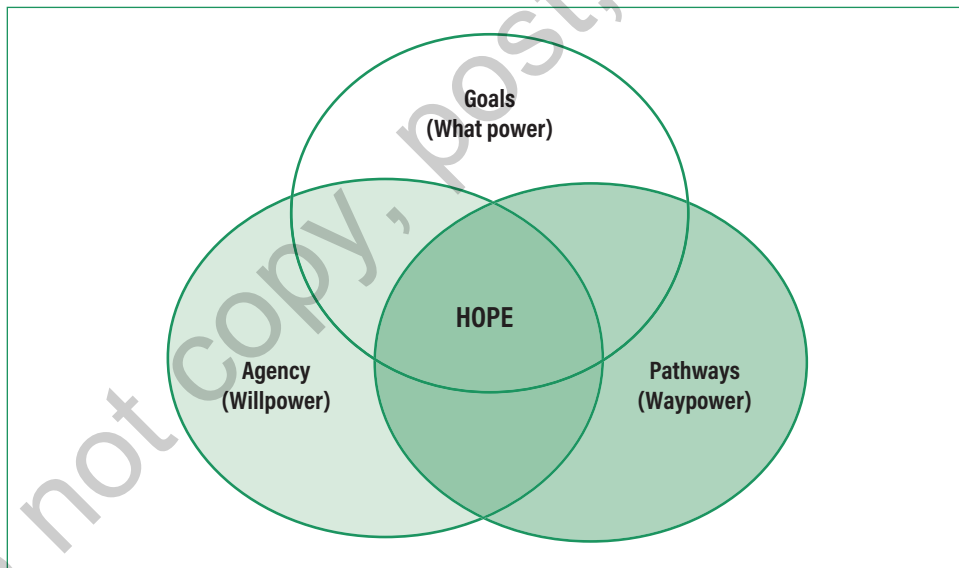 Goals
(What power)
HOPE
Agency
(Willpower)
Pathways
(Waypower)
not copy, post,